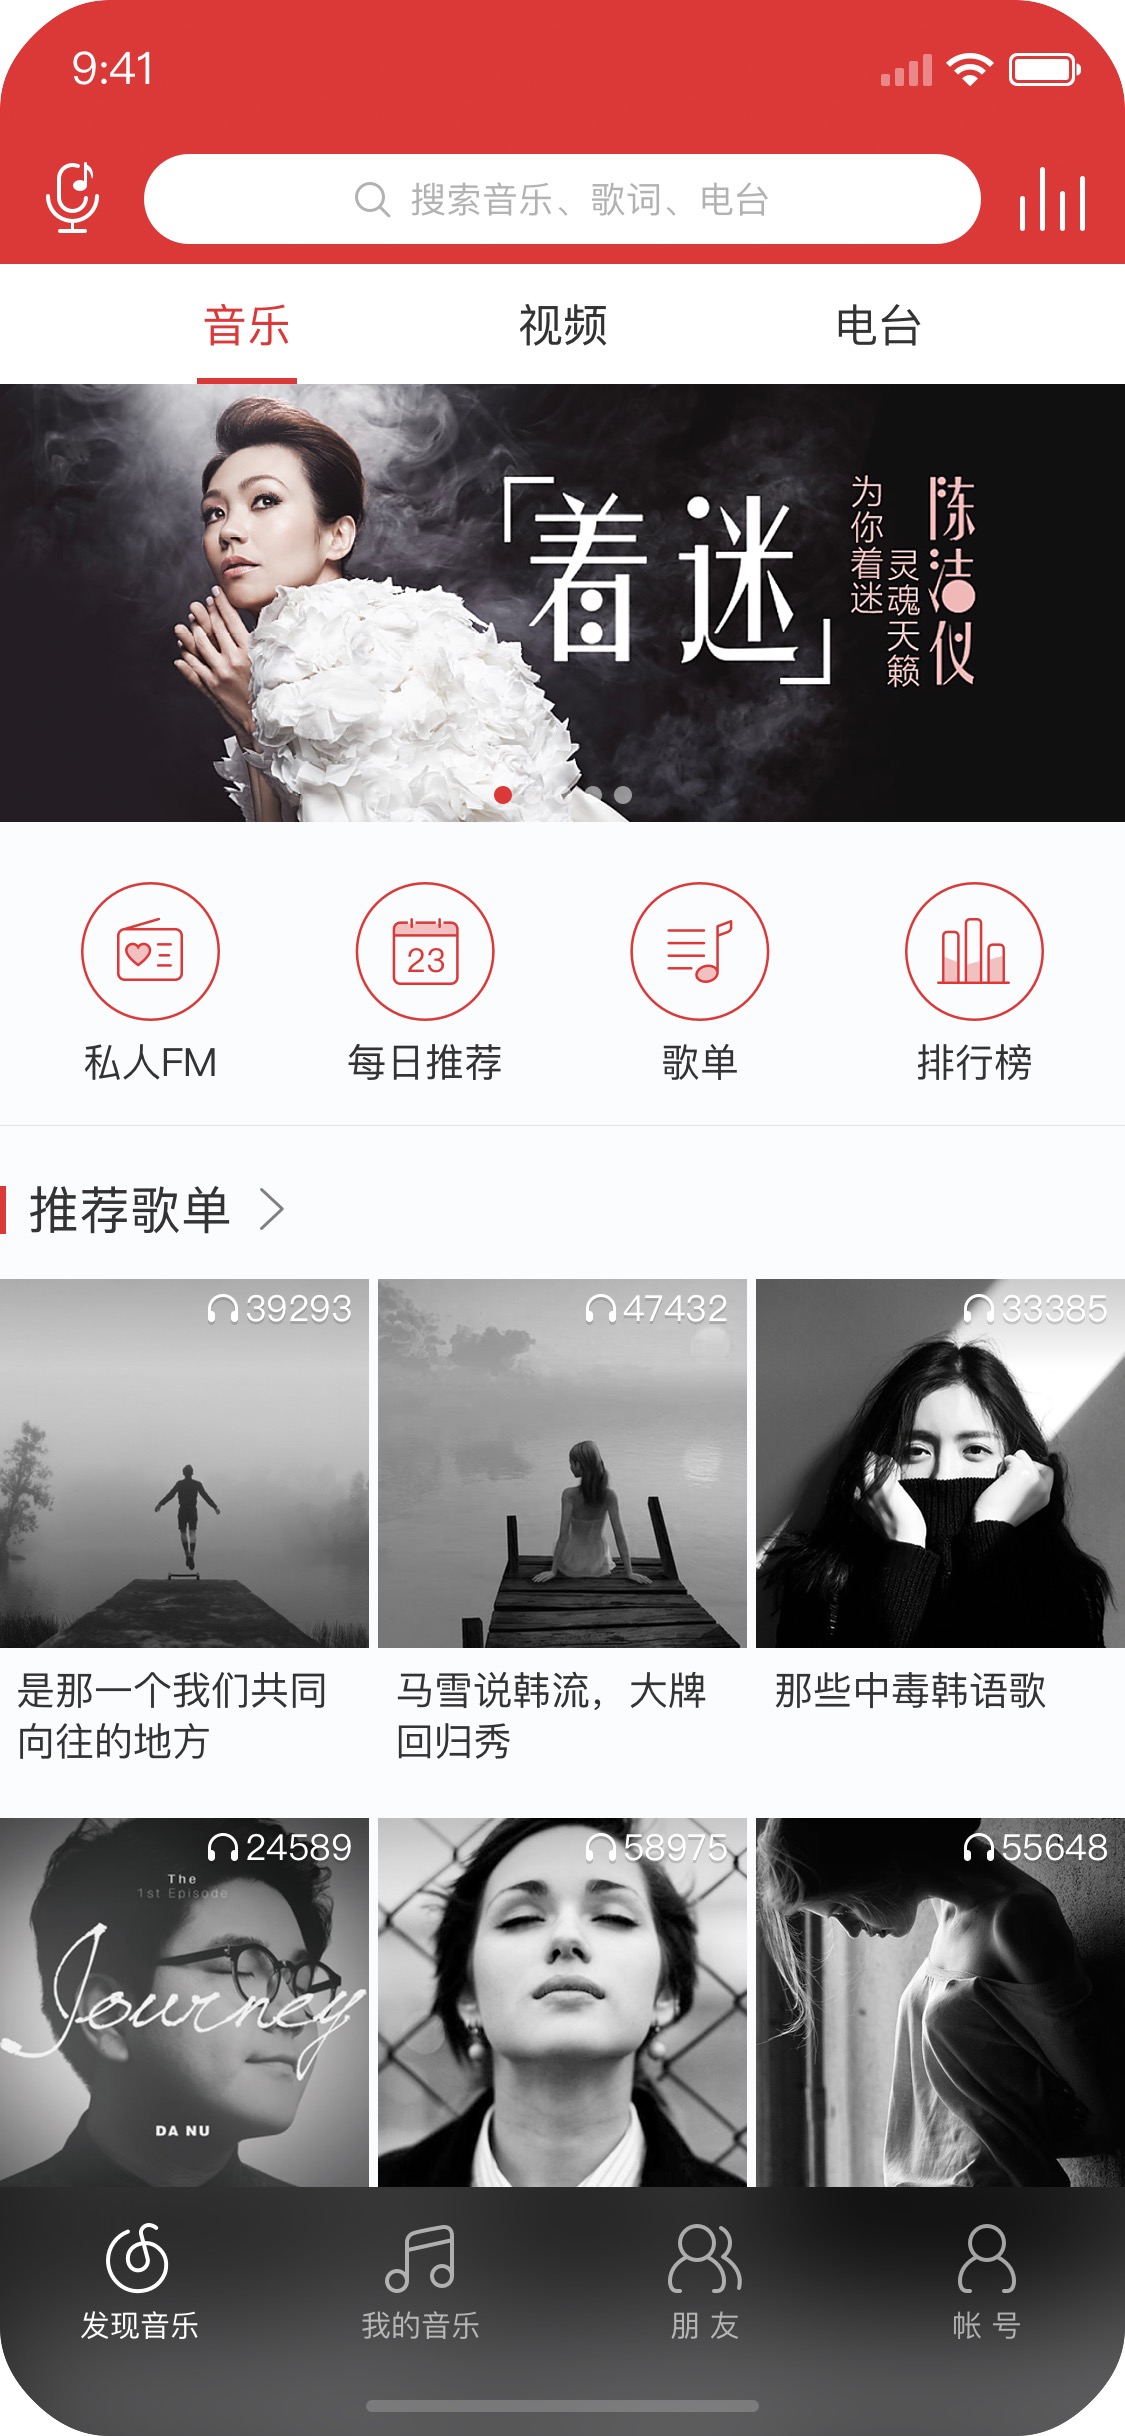 9:41
搜索音乐、歌词、电台
音乐
视频
电台
「着迷」
陈洁仪
灵魂天籁
为你着迷
23
私人FM
每日推荐
歌单
排行榜
推荐歌单
39293
47432
33385
是那一个我们共同
向往的地方
马雪说韩流，大牌
回归秀
那些中毒韩语歌
24589
58975
55648
The
1st Episode
Journey
DA NU
发现音乐
我的音乐
朋友
帐号